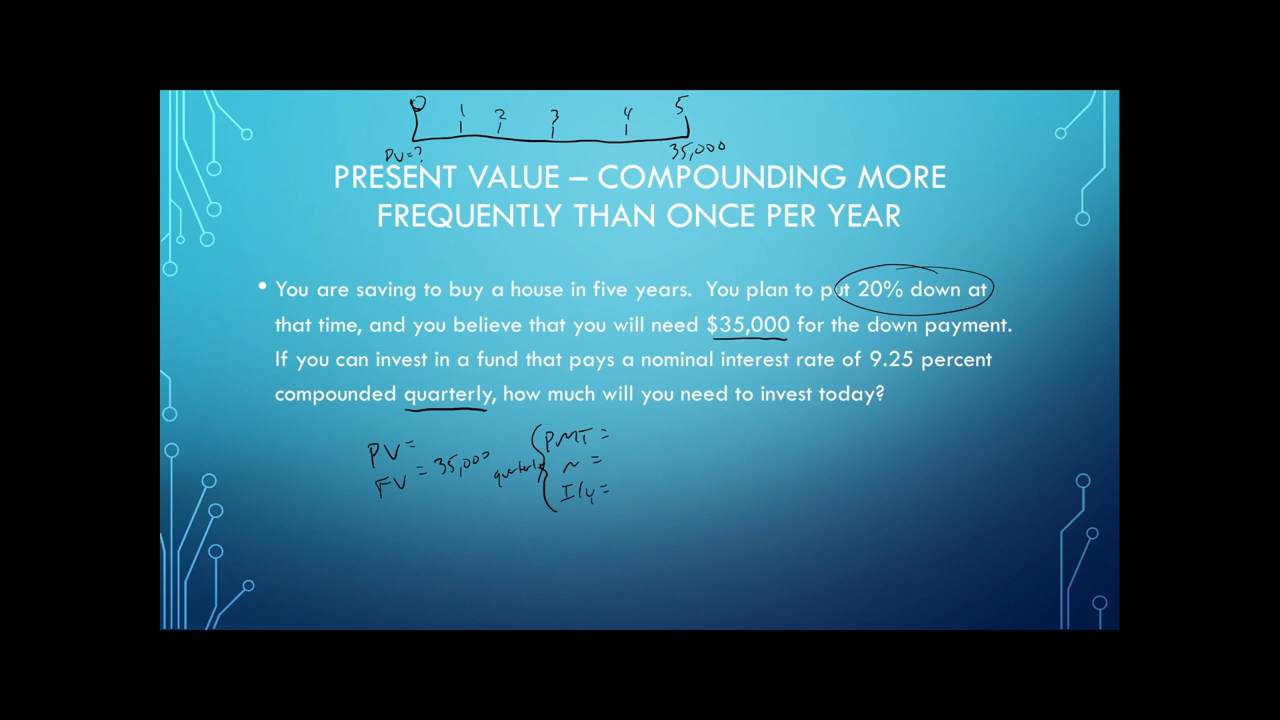 0 1 2 3 4 5
PV=? 35,000
PRESENT VALUE – COMPOUNDING MORE
FREQUENTLY THAN ONCE PER YEAR
• You are saving to buy a house in five years. You plan to put 20% down at
that time, and you believe that you will need $35,000 for the down payment.
If you can invest in a fund that pays a nominal interest rate of 9.25 percent
compounded quarterly, how much will you need to invest today?
PV=
FV = 35,000
quarterly
PMT =
n =
I/y=